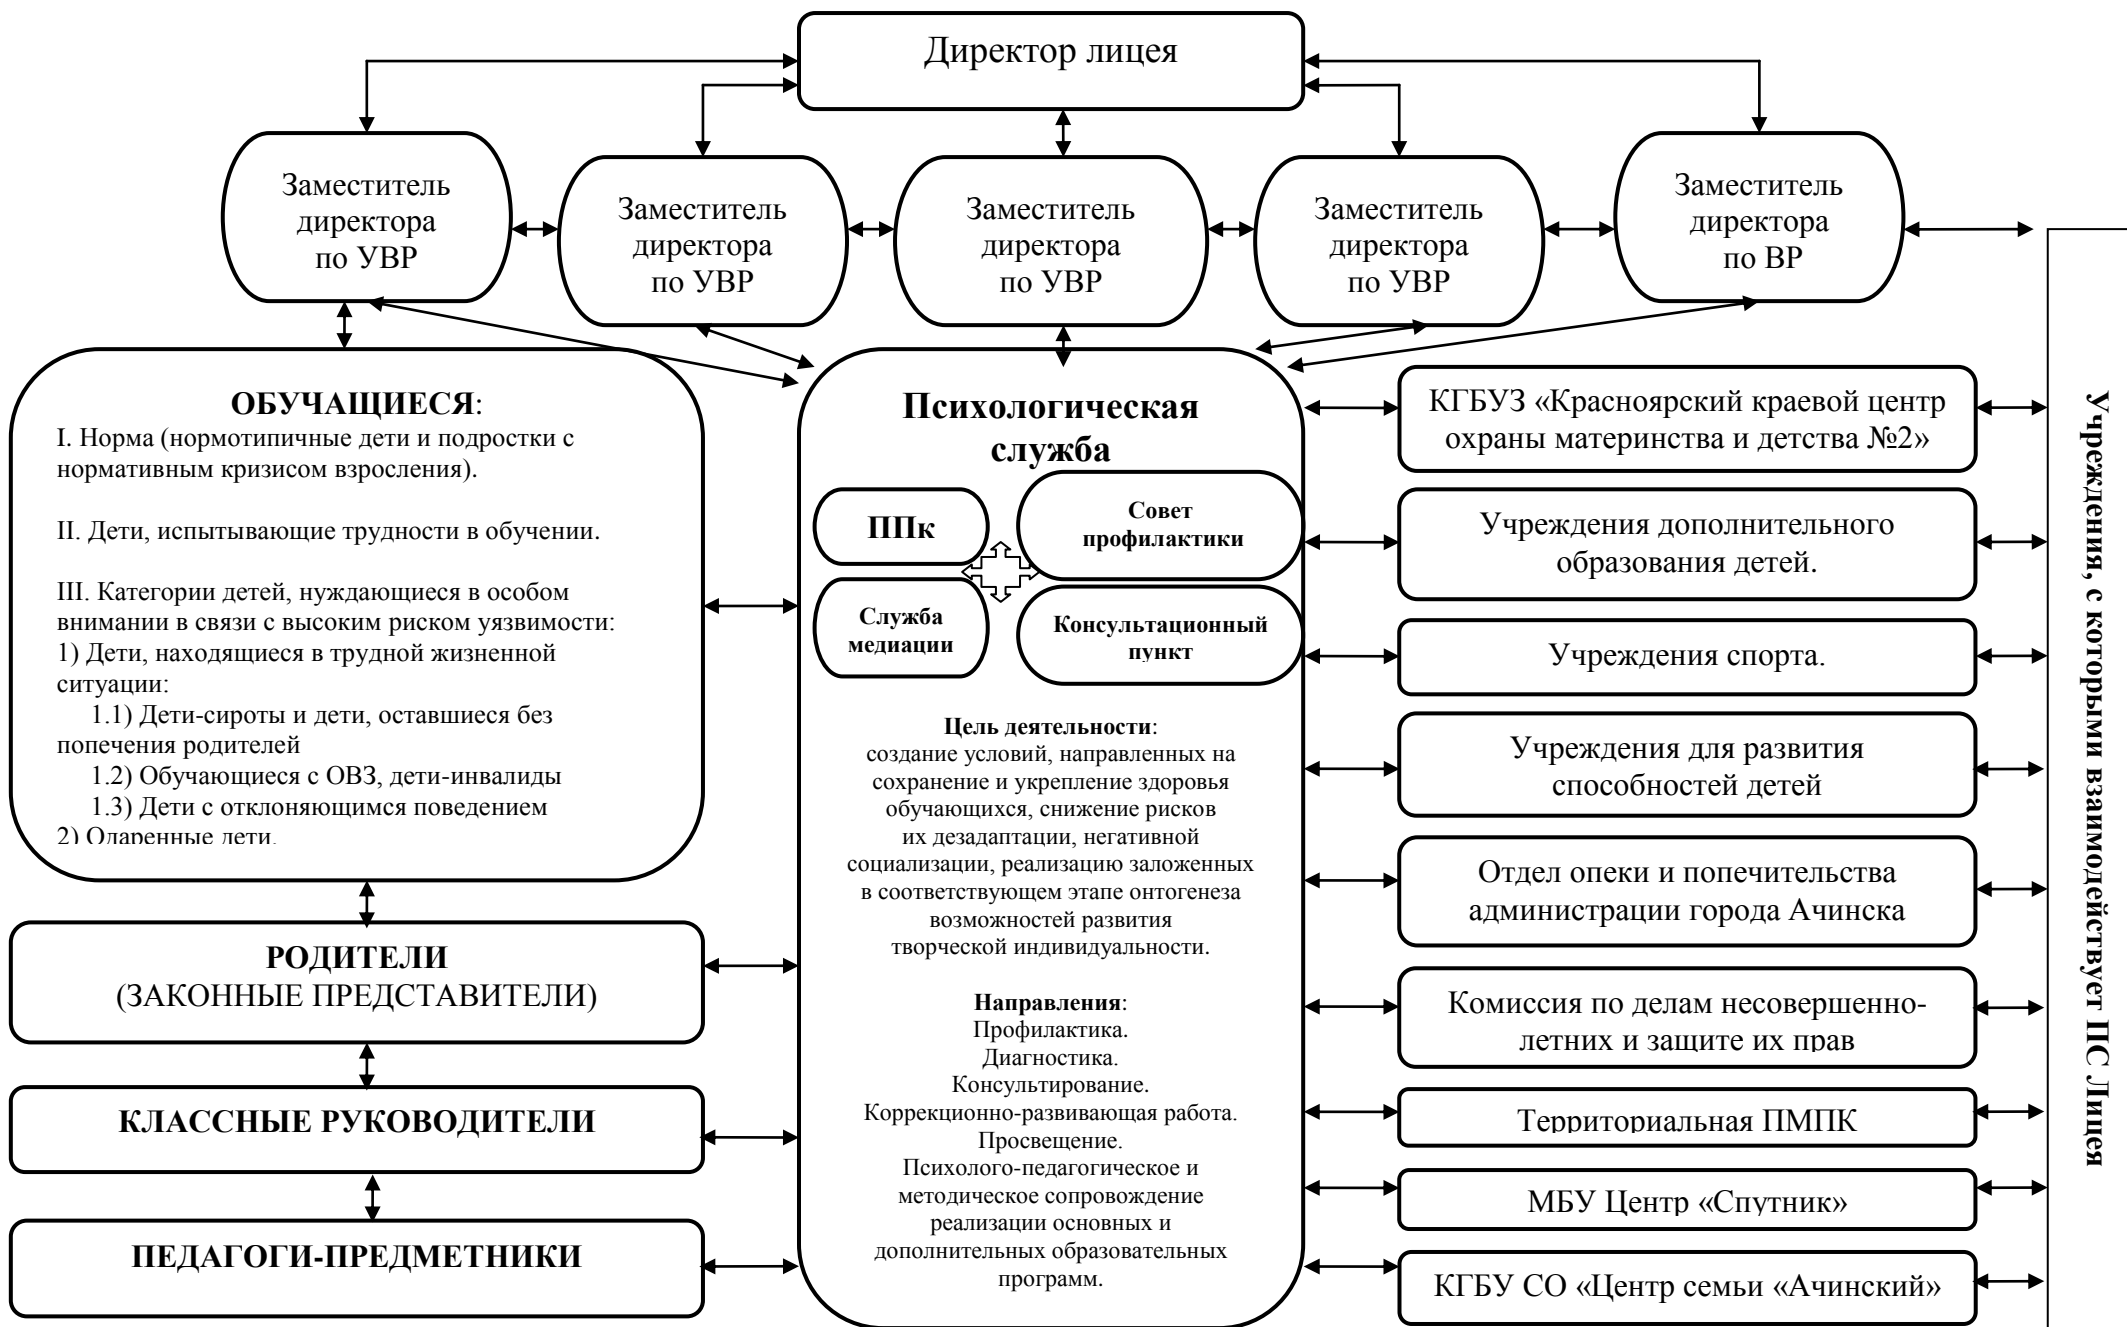 Директор лицея
Заместитель
директора
по УВР
Заместитель
директора
по УВР
Заместитель
директора
по УВР
Заместитель
директора
по УВР
Заместитель
директора
по ВР
ОБУЧАЩИЕСЯ:
I. Норма (нормотипичные дети и подростки с
нормативным кризисом взросления).
II. Дети, испытывающие трудности в обучении.
III. Категории детей, нуждающиеся в особом
внимании в связи с высоким риском уязвимости:
1) Дети, находящиеся в трудной жизненной
ситуации:
1.1) Дети-сироты и дети, оставшиеся без
попечения родителей
1.2) Обучающиеся с ОВЗ, дети-инвалиды
1.3) Дети с отклоняющимся поведением
2) Одаренные дети.
РОДИТЕЛИ
(ЗАКОННЫЕ ПРЕДСТАВИТЕЛИ)
КЛАССНЫЕ РУКОВОДИТЕЛИ
ПЕДАГОГИ-ПРЕДМЕТНИКИ
Психологическая
служба
ППк
Совет
профилактики
Служба
медиации
Консультационный
пункт
Цель деятельности:
создание условий, направленных на
сохранение и укрепление здоровья
обучающихся, снижение рисков
их дезадаптации, негативной
социализации, реализацию заложенных
в соответствующем этапе онтогенеза
возможностей развития
творческой индивидуальности.
Направления:
Профилактика.
Диагностика.
Консультирование.
Коррекционно-развивающая работа.
Просвещение.
Психолого-педагогическое и
методическое сопровождение
реализации основных и
дополнительных образовательных
программ.
КГБУЗ «Красноярский краевой центр
охраны материнства и детства №2»
Учреждения дополнительного
образования детей.
Учреждения спорта.
Учреждения для развития
способностей детей
Отдел опеки и попечительства
администрации города Ачинска
Комиссия по делам несовершенно-
летних и защите их прав
Территориальная ПМПК
МБУ Центр «Спутник»
КГБУ СО «Центр семьи «Ачинский»
Учреждения, с которыми взаимодействует ПС Лицея